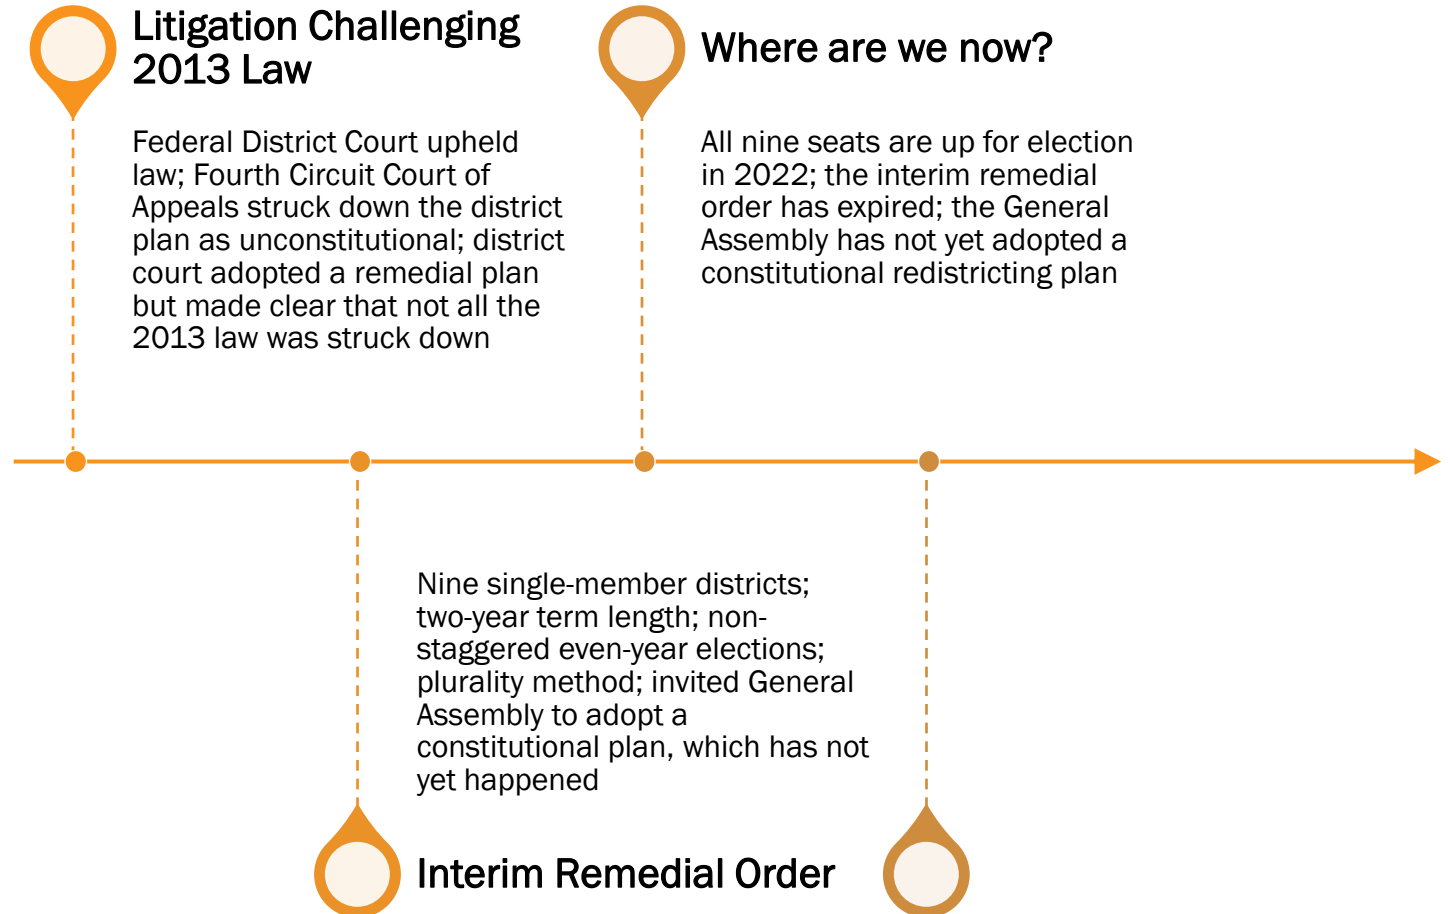 Litigation Challenging
2013 Law
Federal District Court upheld
law; Fourth Circuit Court of
Appeals struck down the district
plan as unconstitutional; district
court adopted a remedial plan
but made clear that not all the
2013 law was struck down
Where are we now?
All nine seats are up for election
in 2022; the interim remedial
order has expired; the General
Assembly has not yet adopted a
constitutional redistricting plan
Nine single-member districts;
two-year term length; non-
staggered even-year elections;
plurality method; invited General
Assembly to adopt a
constitutional plan, which has not
yet happened
Interim Remedial Order